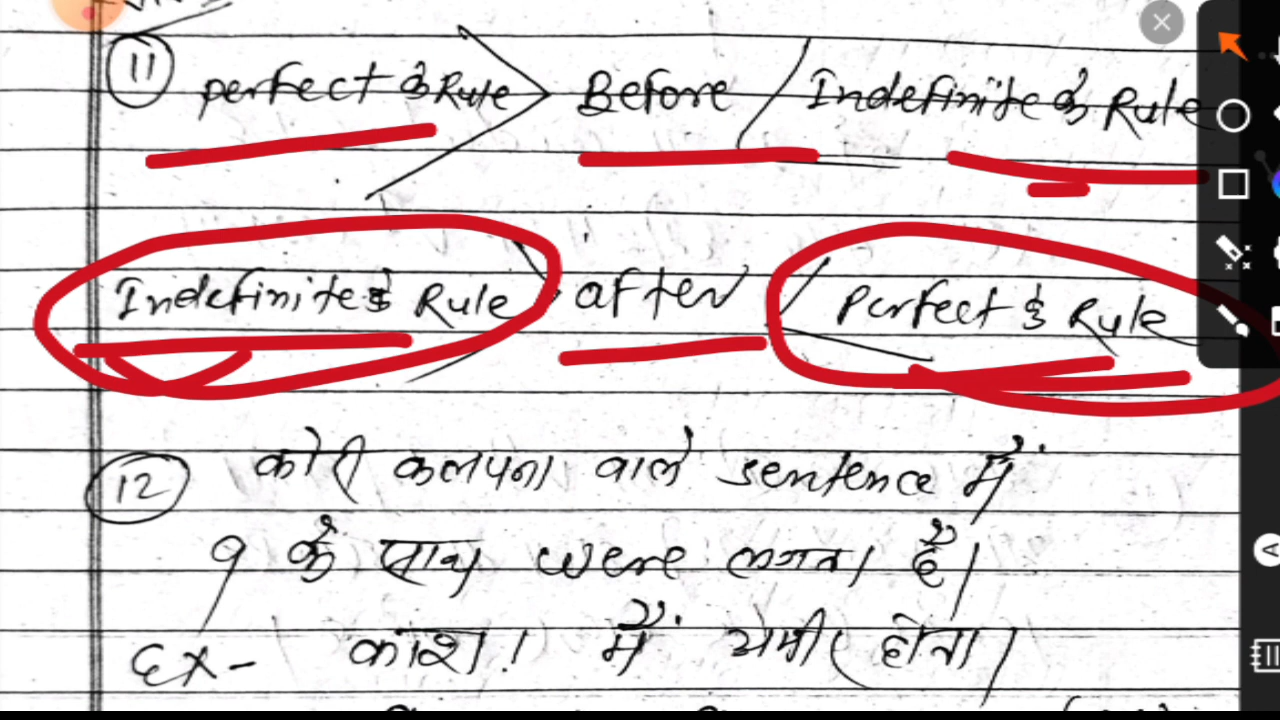 11 perfect के Rule Before / Indefinite के Rule
Indefinite के Rule after / Perfect के Rule
12 कोरी कल्पना वाले sentence में
I के साथ were लगता है।
Ex- काश! मैं अमीर होता।